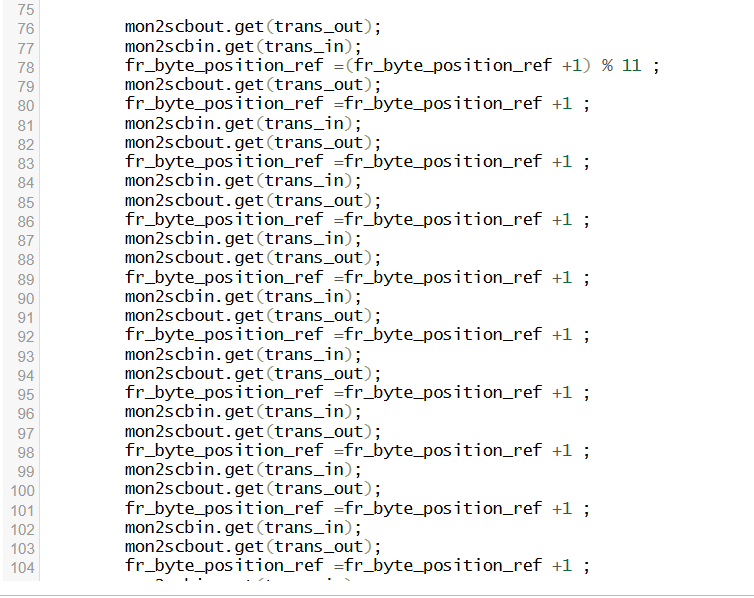 75
76 mon2scbout.get(trans_out);
77 mon2scbin.get(trans_in);
78 fr_byte_position_ref =(fr_byte_position_ref +1) % 11 ;
79 mon2scbout.get(trans_out);
80 fr_byte_position_ref =fr_byte_position_ref +1 ;
81 mon2scbin.get(trans_in);
82 mon2scbout.get(trans_out);
83 fr_byte_position_ref =fr_byte_position_ref +1 ;
84 mon2scbin.get(trans_in);
85 mon2scbout.get(trans_out);
86 fr_byte_position_ref =fr_byte_position_ref +1 ;
87 mon2scbin.get(trans_in);
88 mon2scbout.get(trans_out);
89 fr_byte_position_ref =fr_byte_position_ref +1 ;
90 mon2scbin.get(trans_in);
91 mon2scbout.get(trans_out);
92 fr_byte_position_ref =fr_byte_position_ref +1 ;
93 mon2scbin.get(trans_in);
94 mon2scbout.get(trans_out);
95 fr_byte_position_ref =fr_byte_position_ref +1 ;
96 mon2scbin.get(trans_in);
97 mon2scbout.get(trans_out);
98 fr_byte_position_ref =fr_byte_position_ref +1 ;
99 mon2scbin.get(trans_in);
100 mon2scbout.get(trans_out);
101 fr_byte_position_ref =fr_byte_position_ref +1 ;
102 mon2scbin.get(trans_in);
103 mon2scbout.get(trans_out);
104 fr_byte_position_ref =fr_byte_position_ref +1 ;